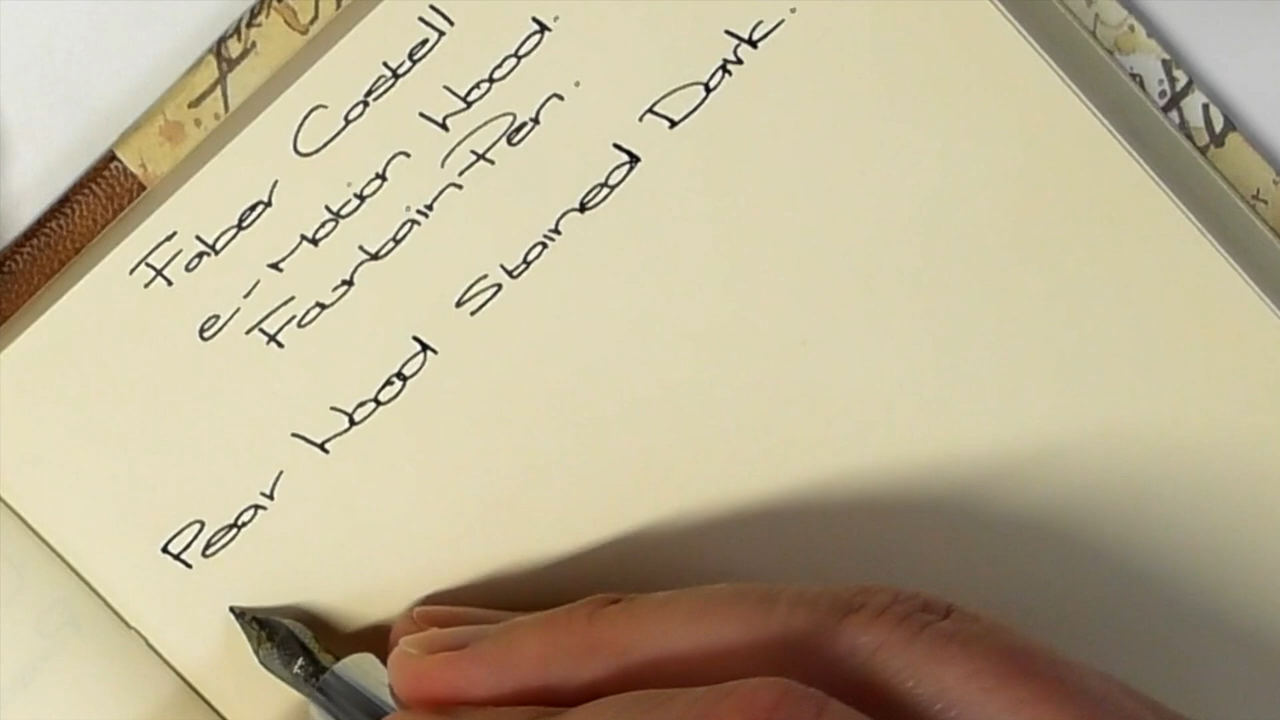 Faber Castell
e-Motion Wood.
Fountain Pen.
Pear Wood Stained Dark.